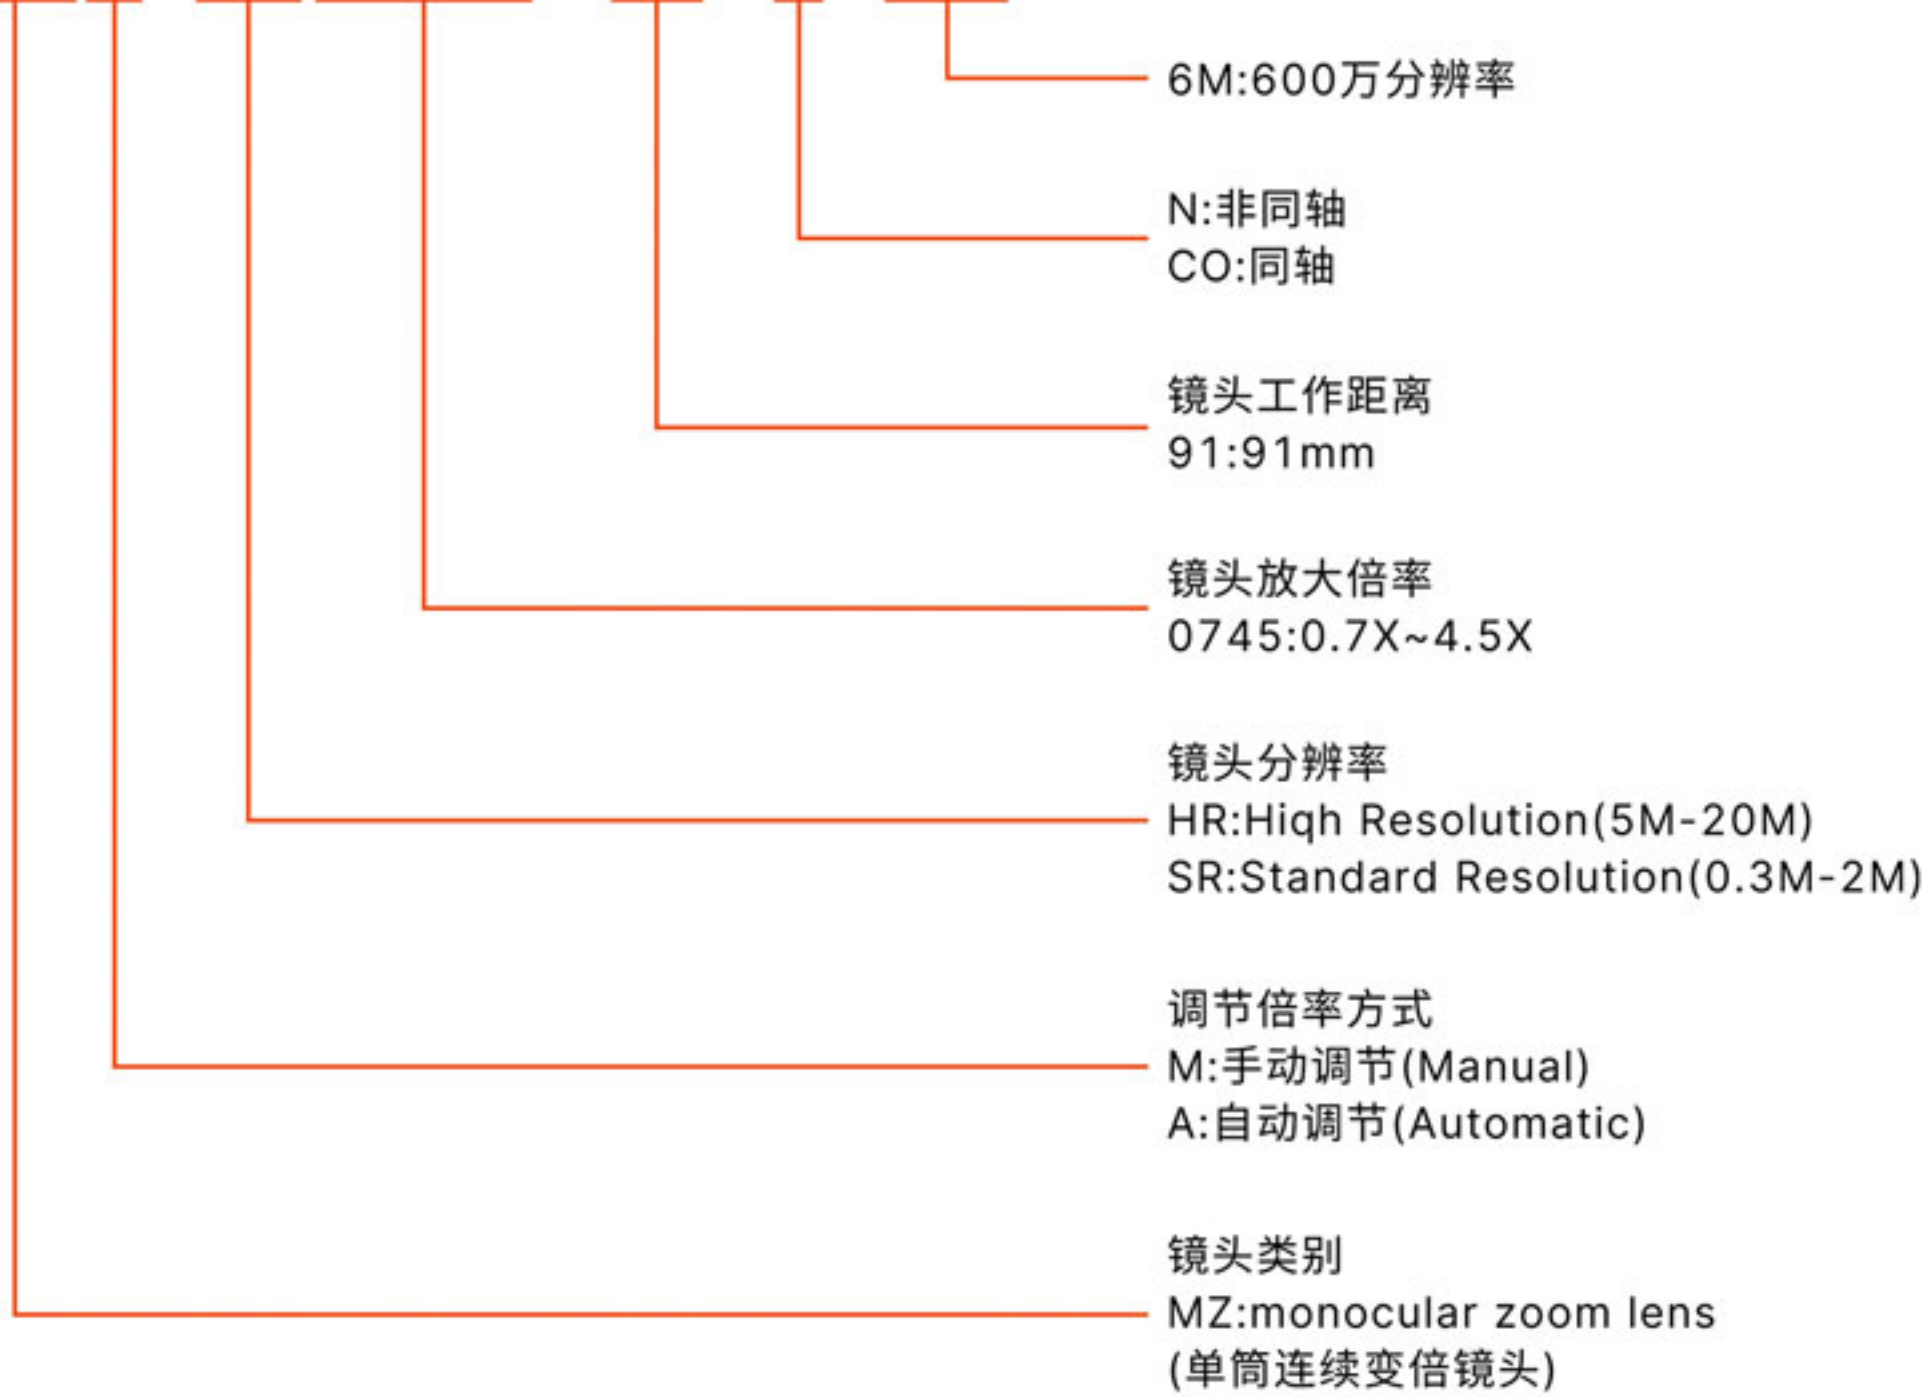 6M:600万分辨率
N:非同轴
CO:同轴
镜头工作距离
91:91mm
镜头放大倍率
0745:0.7X~4.5X
镜头分辨率
HR:Hiqh Resolution(5M-20M)
SR:Standard Resolution(0.3M-2M)
调节倍率方式
M:手动调节(Manual)
A:自动调节(Automatic)
镜头类别
MZ:monocular zoom lens
(单筒连续变倍镜头)